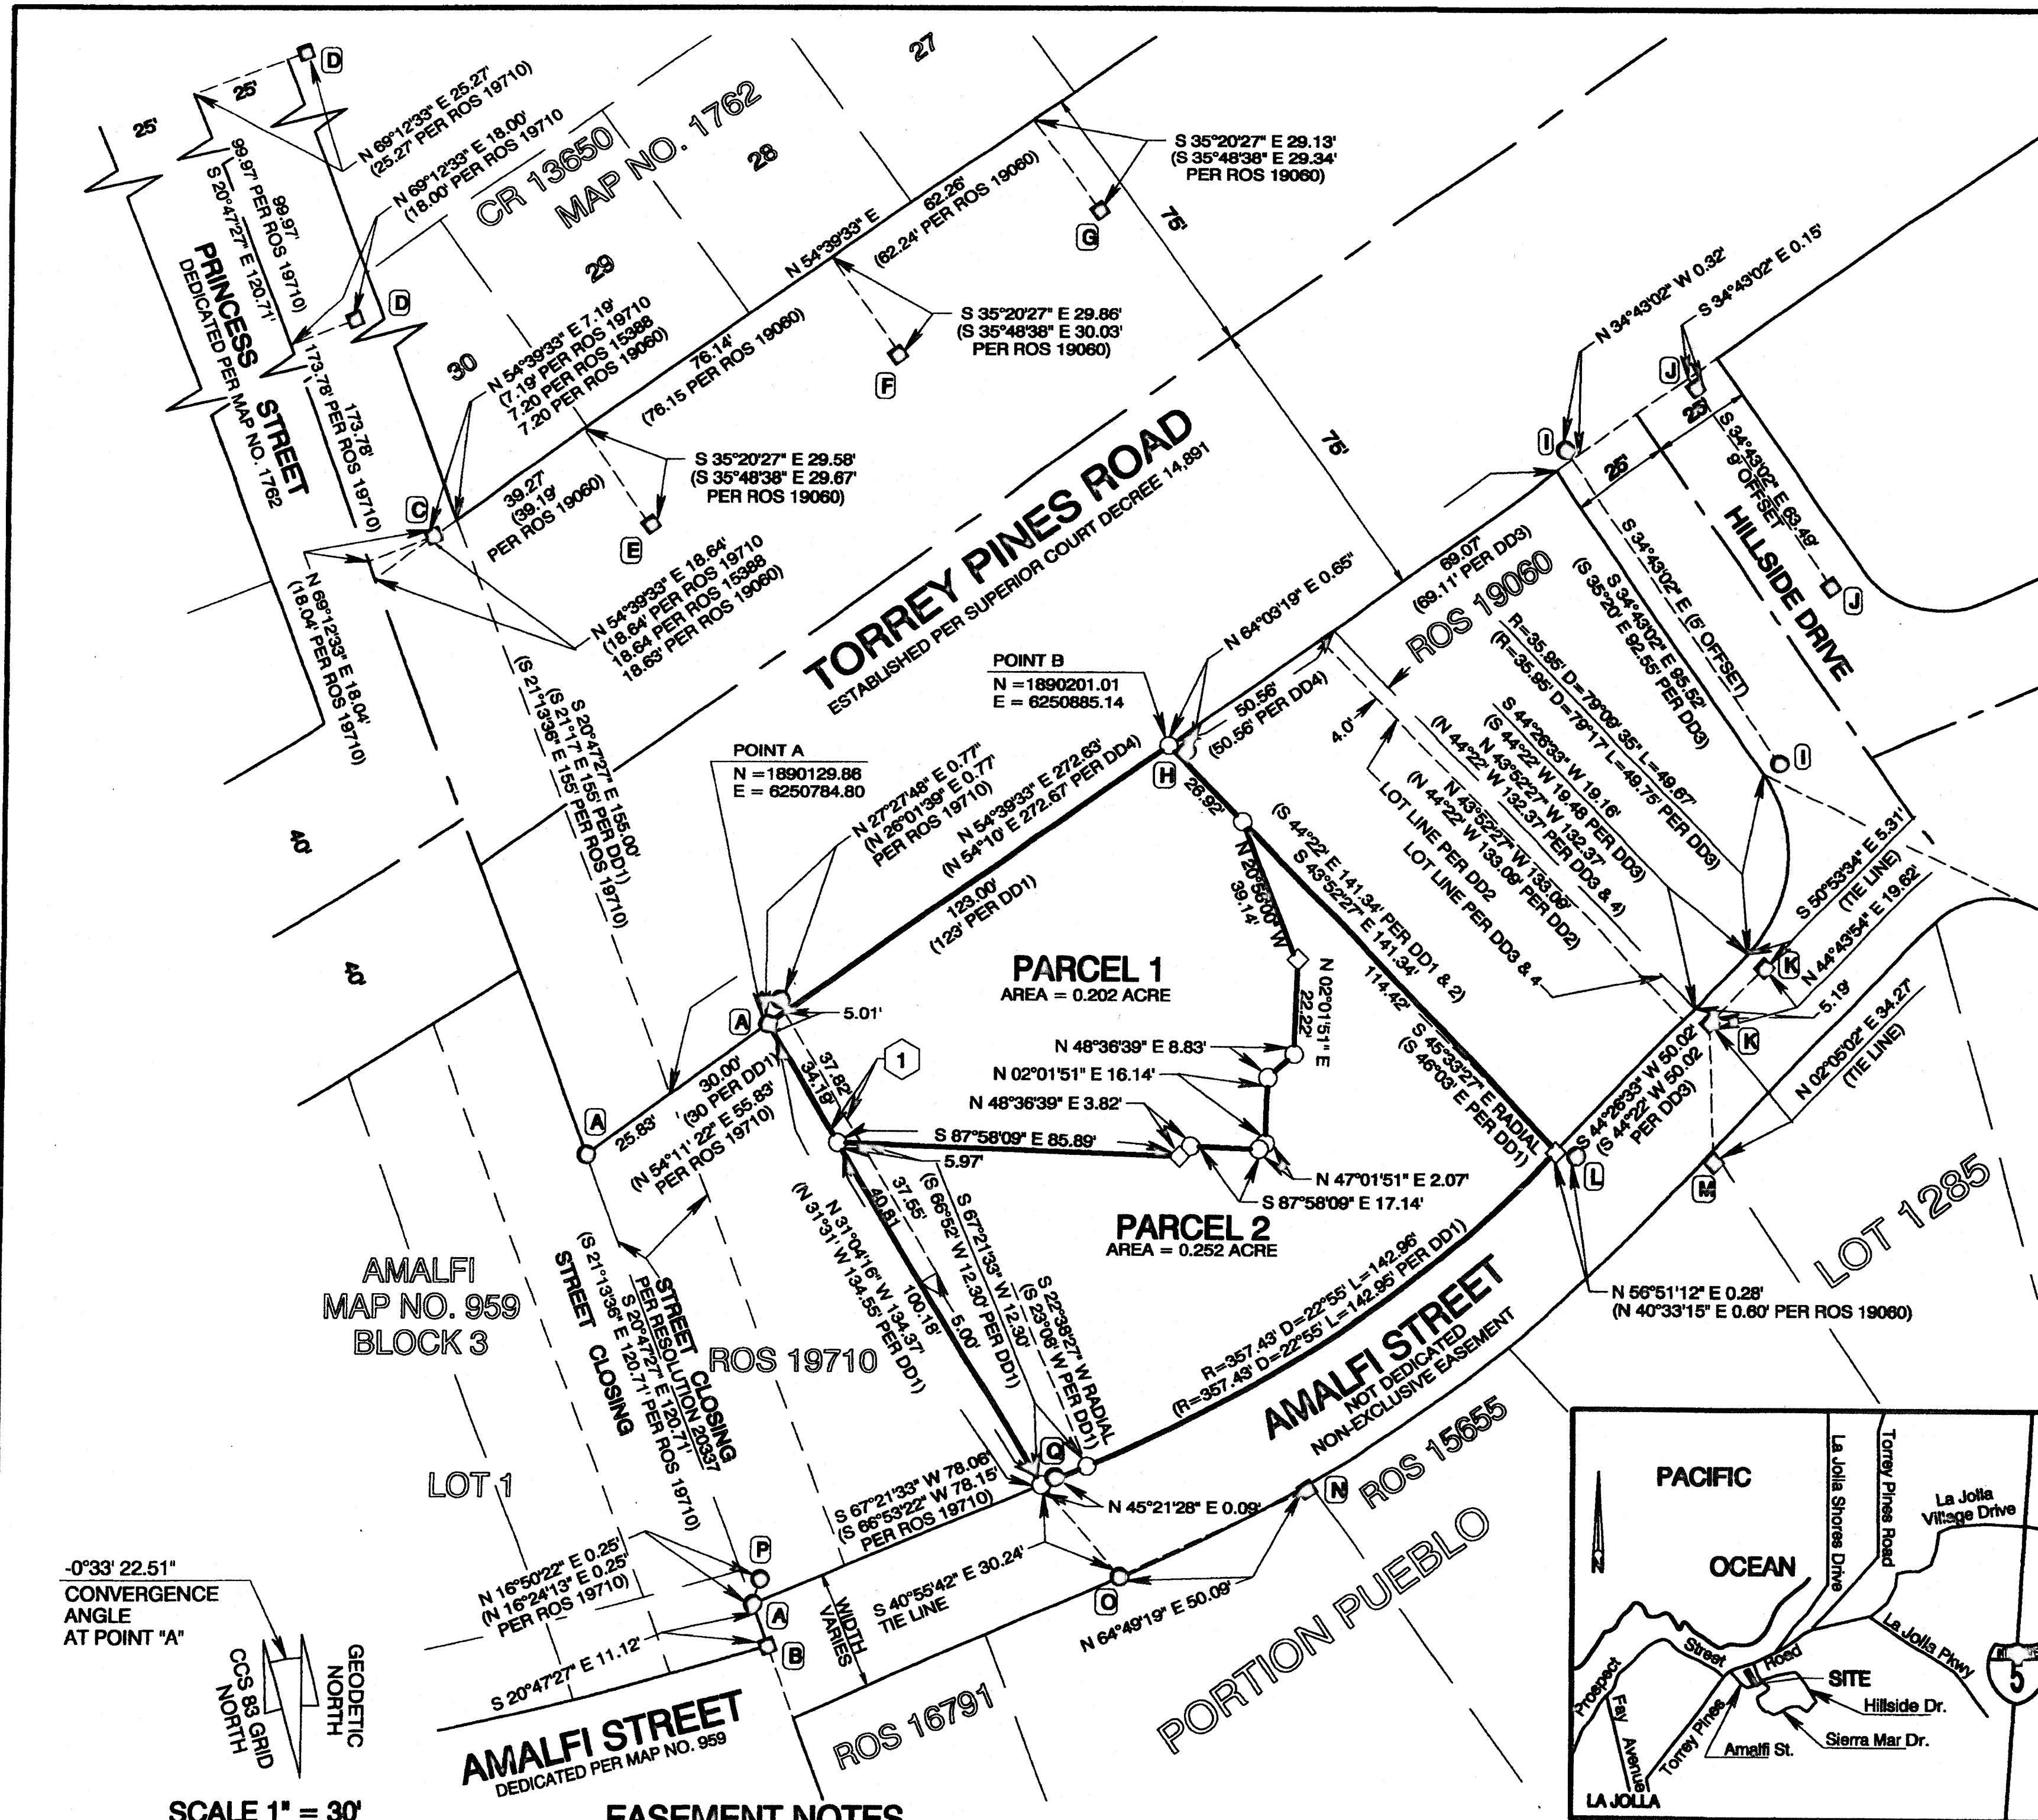 D
25'
25'
N 69°12'33" E 25.27'
(25.27' PER ROS 19710)
N 69°12'33" E 18.00'
(18.00' PER ROS 19710
CR 13650
MAP NO. 1762
27
28
29
30
99.97'
99.97' PER ROS 19710)
S 20°47'27" E 120.71'
PRINCESS STREET
DEDICATED PER MAP NO. 1762
D
173.78'
173.78' PER ROS 19710)
N 54°39'33" E 7.19'
(7.19' PER ROS 19710
7.20 PER ROS 15388
7.20 PER ROS 19060)
76.14'
(76.15 PER ROS 19060)
N 54°39'33" E
62.26'
(62.24' PER ROS 19060)
S 35°20'27" E 29.13'
(S 35°48'38" E 29.34'
PER ROS 19060)
G
75'
S 35°20'27" E 29.86'
(S 35°48'38" E 30.03'
PER ROS 19060)
F
75'
S 35°20'27" E 29.58'
(S 35°48'38" E 29.67'
PER ROS 19060)
E
C
39.27'
(39.19'
PER ROS 19060)
N 54°39'33" E 18.64'
(18.64' PER ROS 19710
18.64 PER ROS 15388
18.63' PER ROS 19060)
N 69°12'33" E 18.04'
(18.04' PER ROS 19710)
TORREY PINES ROAD
ESTABLISHED PER SUPERIOR COURT DECREE 14,891
N 34°43'02" W 0.32'
S 34°43'02" E 0.15'
J
I
25'
25'
S 34°43'02" E 63.49'
9' OFFSET
HILLSIDE DRIVE
J
S 34°43'02" E (5' OFFSET)
S 34°43'02" E 95.52'
(S 35°20' E 92.55' PER DD3)
I
69.07'
(69.11' PER DD3)
ROS 19060
N 64°03'19" E 0.65"
POINT B
N =1890201.01
E = 6250885.14
50.56'
(50.56' PER DD4)
H
4.0'
R=35.95' D=79°09' 35" L=49.67'
(R=35.95' D=79°17' L=49.75' PER DD3)
S 44°26'33" W 19.16'
(S 44°22' W 19.48 PER DD3)
N 43°52'27" W 132.37'
(N 44°22' W 132.37' PER DD3 & 4)
N 43°52'27" W 133.09'
(N 44°22' W 133.09' PER DD2)
LOT LINE PER DD2
LOT LINE PER DD3 & 4
S 50°53'34" E 5.31'
(TIE LINE)
N 44°43'54" E 19.62'
K
5.19'
K
N 02°05'02" E 34.27'
(TIE LINE)
S 20°47'27" E 155.00'
(S 21°17' E 155' PER DD1)
(S 21°13'36" E 155' PER ROS 19710)
POINT A
N =1890129.86
E = 6250784.80
N 27°27'48" E 0.77"
(N 26°01'39" E 0.77'
PER ROS 19710)
N 54°39'33" E 272.63'
(N 54°10' E 272.67' PER DD4)
123.00'
(123' PER DD1)
26.92'
N 20°56'00" W
39.14'
(S 44°22' E 141.34' PER DD1 & 2)
S 43°52'27" E 141.34'
114.42'
PARCEL 1
AREA = 0.202 ACRE
N 02°01'51" E
22.22'
N 48°36'39" E 8.83'
N 02°01'51" E 16.14'
N 48°36'39" E 3.82'
S 87°58'09" E 85.89'
N 47°01'51" E 2.07'
S 87°58'09" E 17.14'
S 45°33'27" E RADIAL
(S 46°03' E PER DD1)
S 44°26'33" W 50.02'
(S 44°22' W 50.02
PER DD3)
L
M
40'
40'
A
5.01'
1
37.82'
34.19'
A
25.83'
30.00'
(30 PER DD1)
(N 54°11' 22" E 55.83'
PER ROS 19710)
5.97'
37.55'
40.81
PARCEL 2
AREA = 0.252 ACRE
N 56°51'12" E 0.28'
(N 40°33'15" E 0.60' PER ROS 19060)
LOT 1285
AMALFI
MAP NO. 959
BLOCK 3
LOT 1
STREET CLOSING
(S 21°13'36" E 120.71' PER ROS 19710)
S 20°47'27" E 120.71'
PER RESOLUTION 20337
STREET CLOSING
ROS 19710
N 31°04'16" W 134.37'
(N 31°31' W 134.55' PER DD1)
100.18'
5.00'
S 67°21'33" W 12.30'
(S 66°52' W 12.30' PER DD1)
S 22°38'27" W RADIAL
(S 23°08' W PER DD1)
R=357.43' D=22°55' L=142.96'
(R=357.43' D=22°55' L=142.95' PER DD1)
AMALFI STREET
NOT DEDICATED
NON-EXCLUSIVE EASEMENT
Q
N 45°21'28" E 0.09'
N
ROS 15655
S 67°21'33" W 78.06'
(S 66°53'22" W 78.15'
PER ROS 19710)
P
N 16°50'22" E 0.25'
(N 16°24'13" E 0.25"
PER ROS 19710)
A
B
S 20°47'27" E 11.12'
WIDTH
VARIES
S 40°55'42" E 30.24'
TIE LINE
O
N 64°49'19" E 50.09'
PORTION PUEBLO
ROS 16791
AMALFI STREET
DEDICATED PER MAP NO. 959
-0°33' 22.51"
CONVERGENCE
ANGLE
AT POINT "A"
CCS 83 GRID
NORTH
GEODETIC
NORTH
SCALE 1" = 30'
EASEMENT NOTES
PACIFIC
OCEAN
N
La Jolla Shores Drive
Torrey Pines Road
La Jolla
Village Drive
La Jolla Pkwy
5
Prospect Street
Road
SITE
Hillside Dr.
Sierra Mar Dr.
Amalfi St.
Torrey Pines
Fay Avenue
LA JOLLA